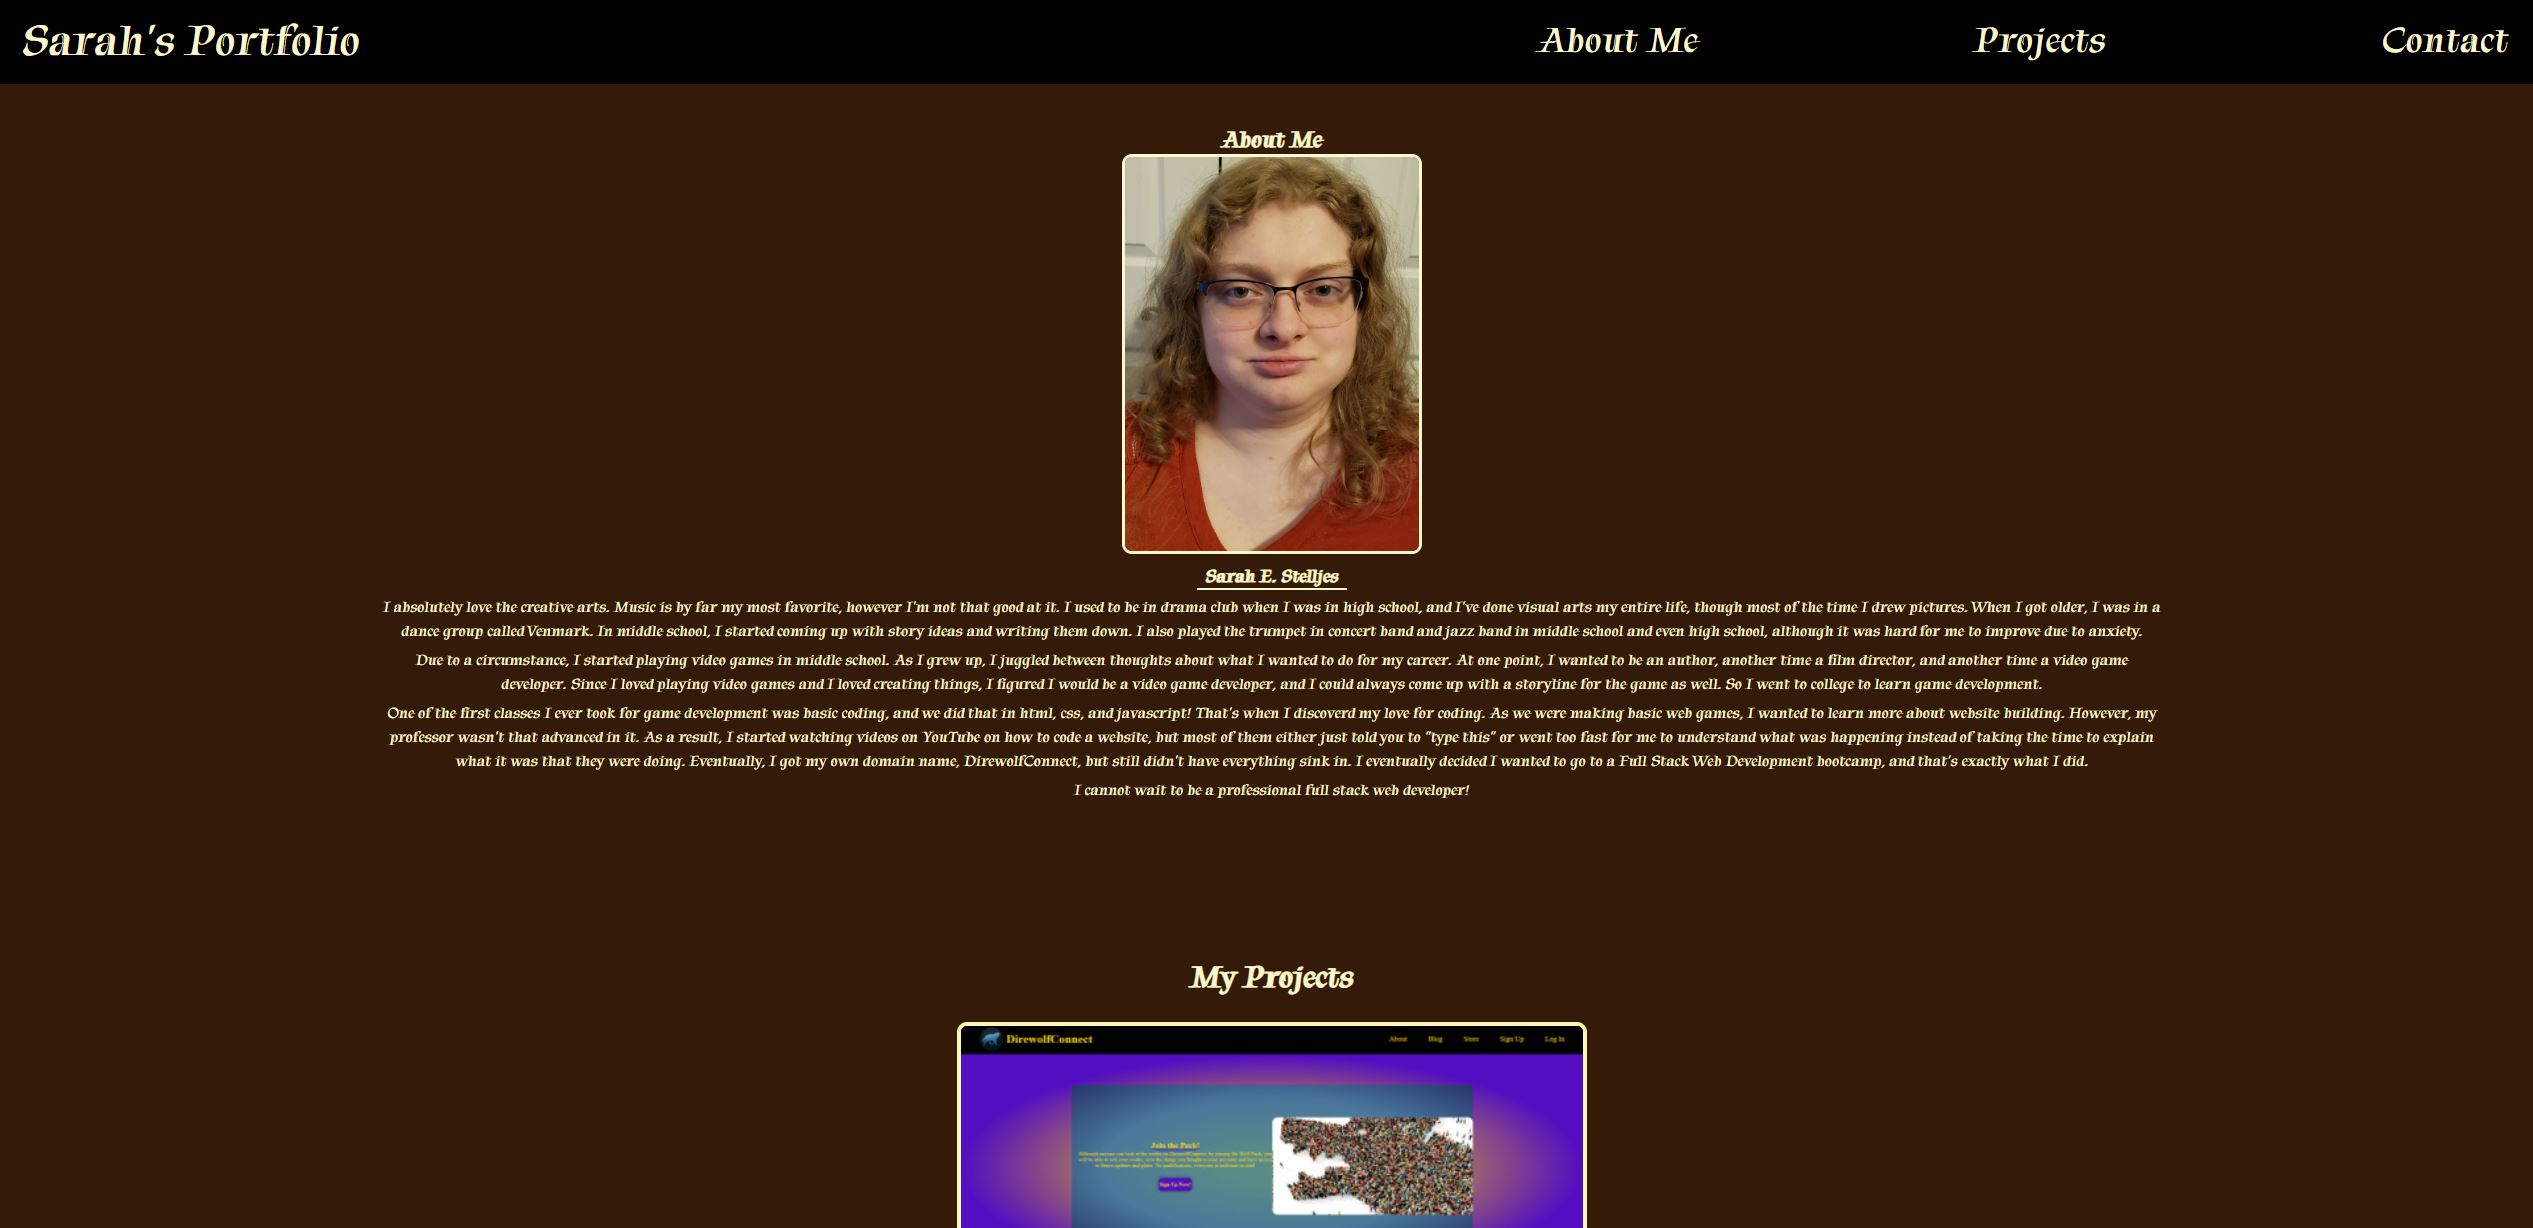 Sarah's Portfolio
About Me
Projects
Contact
About Me
Sarah E. Stelljes
I absolutely love the creative arts. Music is by far my most favorite, however I'm not that good at it. I used to be in drama club when I was in high school, and I've done visual arts my entire life, though most of the time I drew pictures. When I got older, I was in a
dance group called Venmark. In middle school, I started coming up with story ideas and writing them down. I also played the trumpet in concert band and jazz band in middle school and even high school, although it was hard for me to improve due to anxiety.
Due to a circumstance, I started playing video games in middle school. As I grew up, I juggled between thoughts about what I wanted to do for my career. At one point, I wanted to be an author, another time a film director, and another time a video game
developer. Since I loved playing video games and I loved creating things, I figured I would be a video game developer, and I could always come up with a storyline for the game as well. So I went to college to learn game development.
One of the first classes I ever took for game development was basic coding, and we did that in html, css, and javascript! That's when I discoverd my love for coding. As we were making basic web games, I wanted to learn more about website building. However, my
professor wasn't that advanced in it. As a result, I started watching videos on YouTube on how to code a website, but most of them either just told you to "type this" or went too fast for me to understand what was happening instead of taking the time to explain
what it was that they were doing. Eventually, I got my own domain name, DirewolfConnect, but still didn't have everything sink in. I eventually decided I wanted to go to a Full Stack Web Development bootcamp, and that's exactly what I did.
I cannot wait to be a professional full stack web developer!
My Projects
DirewolfConnect
About
Blog
Store
Sign Up
Log In
Join the Pack!
Sign Up Now!